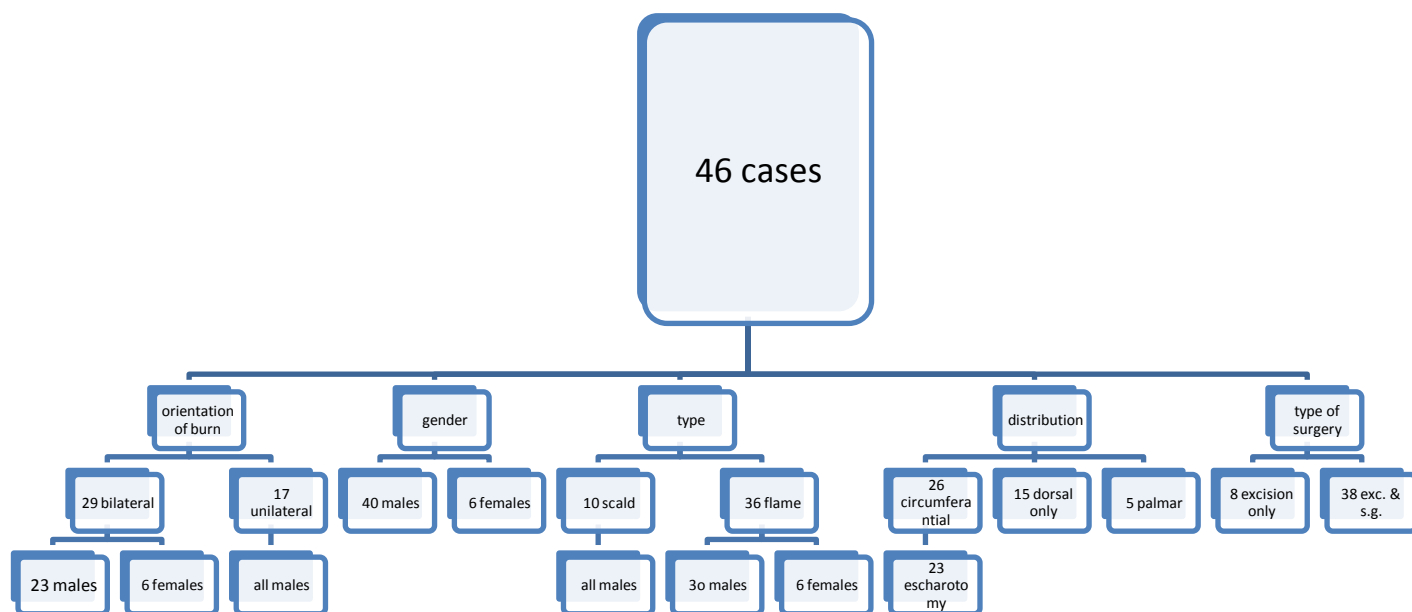 46 cases
orientation
of burn
gender
type
distribution
type of
surgery
29 bilateral
17
unilateral
40 males
6 females
10 scald
36 flame
26
circumfera
ntial
15 dorsal
only
5 palmar
8 excision
only
38 exc. &
s.g.
23 males
6 females
all males
all males
3o males
6 females
23
escharoto
my